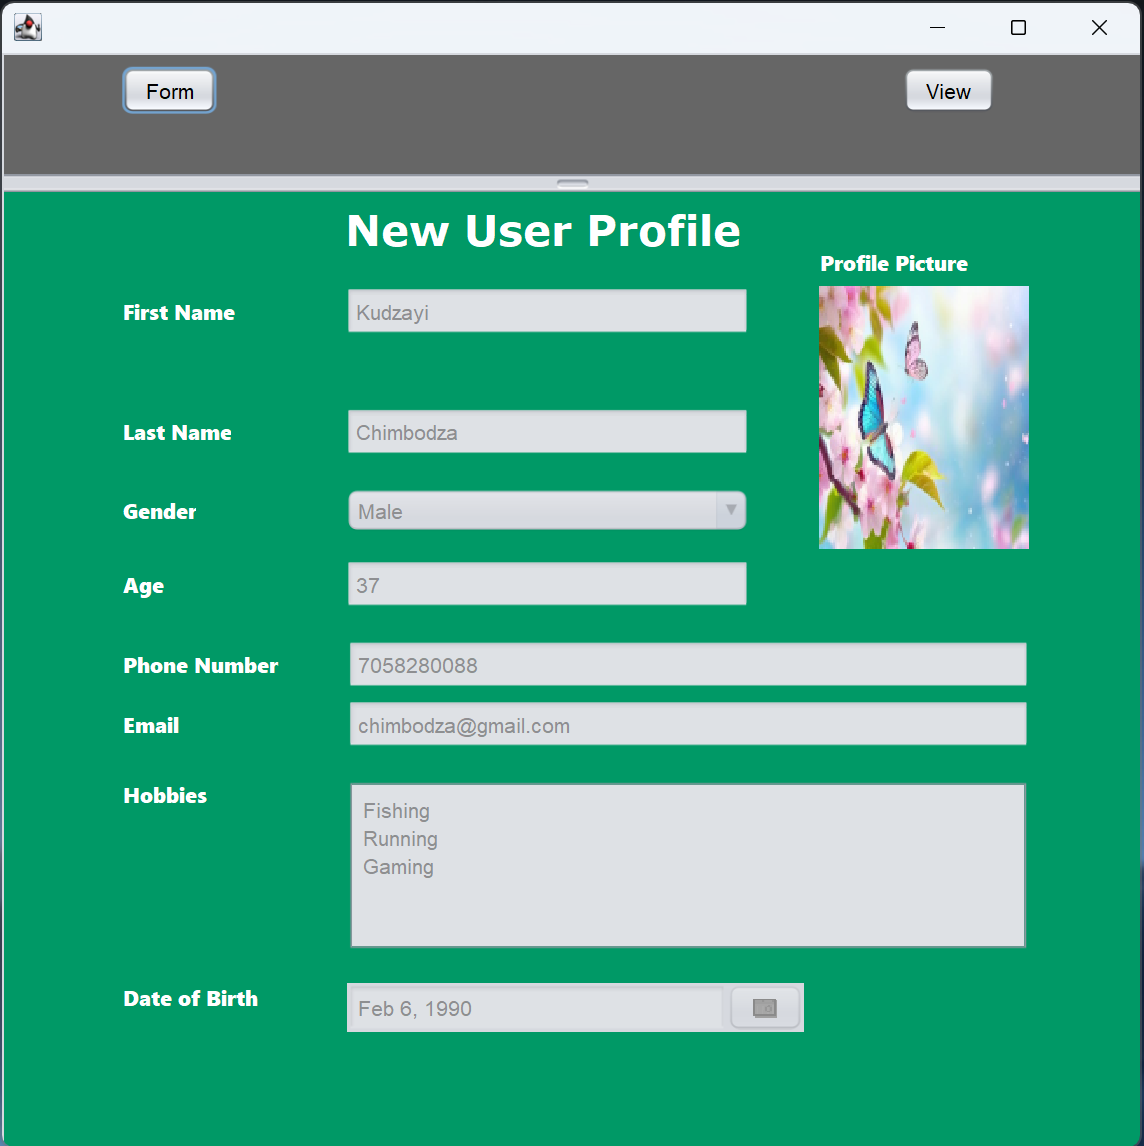 Form
View
New User Profile
Profile Picture
First Name
Kudzayi
Last Name
Chimbodza
Gender
Male
Age
37
Phone Number
7058280088
Email
chimbodza@gmail.com
Hobbies
Fishing
Running
Gaming
Date of Birth
Feb 6, 1990